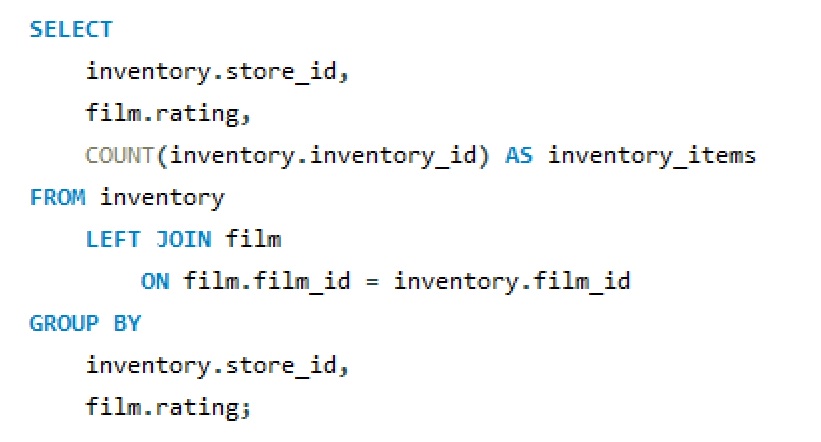 SELECT
inventory.store_id,
film.rating,
COUNT(inventory.inventory_id) AS inventory_items
FROM inventory
LEFT JOIN film
ON film.film_id = inventory.film_id
GROUP BY
inventory.store_id,
film.rating;